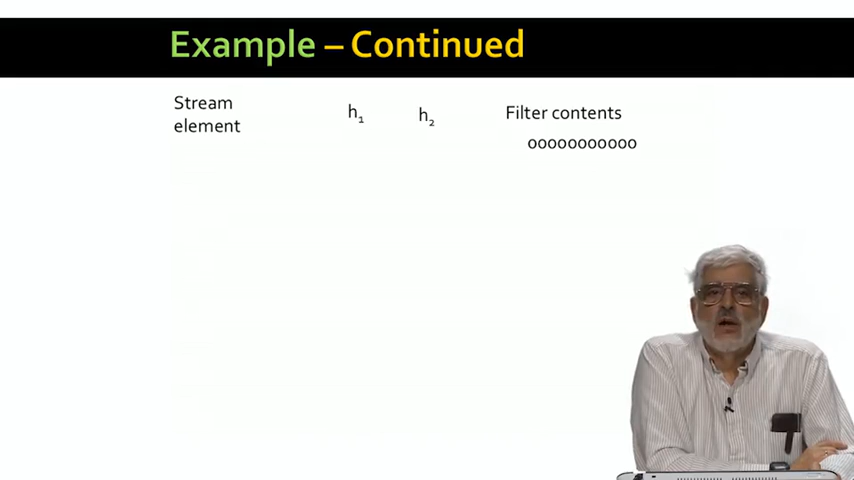 Example – Continued
Stream
element
h₁
h₂
Filter contents
00000000000